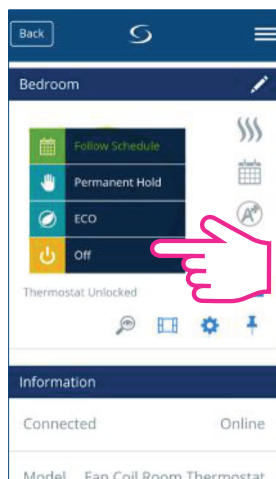 Back
Bedroom
Follow Schedule
Permanent Hold
ECO
Off
Thermostat Unlocked
Information
Connected Online
Model Fan Coil Room Thermostat